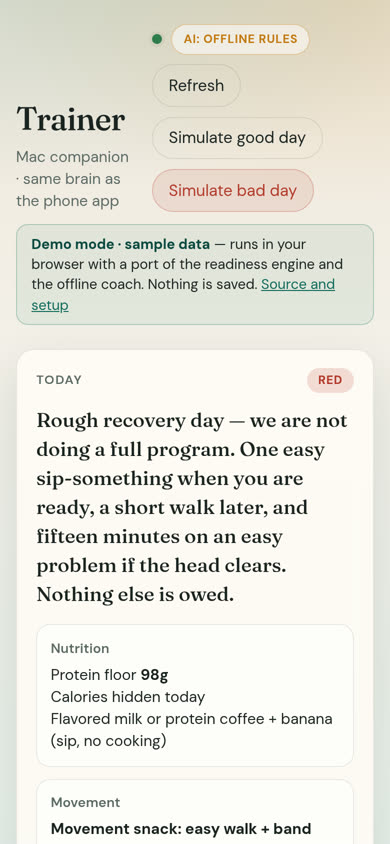 AI: OFFLINE RULES
Refresh
Trainer
Simulate good day
Mac companion
· same brain as
the phone app
Simulate bad day
Demo mode · sample data — runs in your
browser with a port of the readiness engine and
the offline coach. Nothing is saved. Source and
setup
TODAY
RED
Rough recovery day — we are not
doing a full program. One easy
sip-something when you are
ready, a short walk later, and
fifteen minutes on an easy
problem if the head clears.
Nothing else is owed.
Nutrition
Protein floor 98g
Calories hidden today
Flavored milk or protein coffee + banana
(sip, no cooking)
Movement
Movement snack: easy walk + band